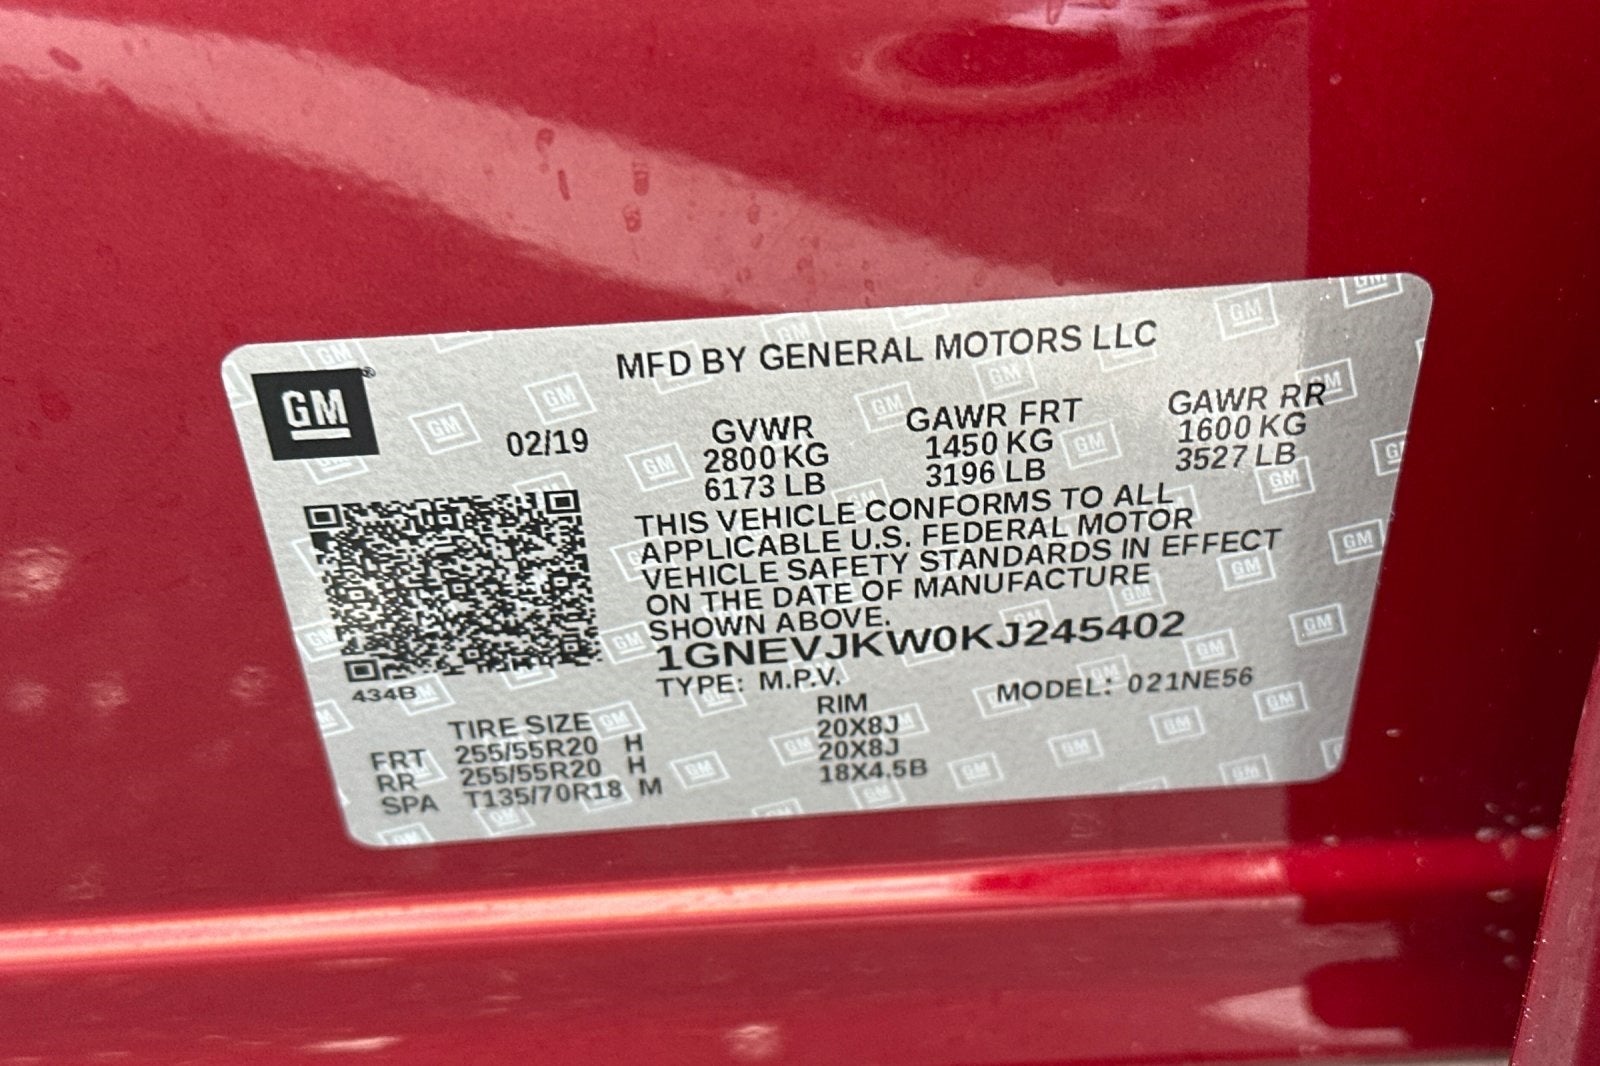 MFD BY GENERAL MOTORS LLC
GM
02/19
GVWR
2800 KG
6173 LB
GAWR FRT
1450 KG
3196 LB
GAWR RR
1600 KG
3527 LB
THIS VEHICLE CONFORMS TO ALL
APPLICABLE U.S. FEDERAL MOTOR
VEHICLE SAFETY STANDARDS IN EFFECT
ON THE DATE OF MANUFACTURE
SHOWN ABOVE.
1GNEVJKW0KJ245402
TYPE: M.P.V. MODEL: 021NE56
434B
TIRE SIZE RIM
FRT 255/55R20 H 20X8J
RR 255/55R20 H 20X8J
SPA T135/70R18 M 18X4.5B